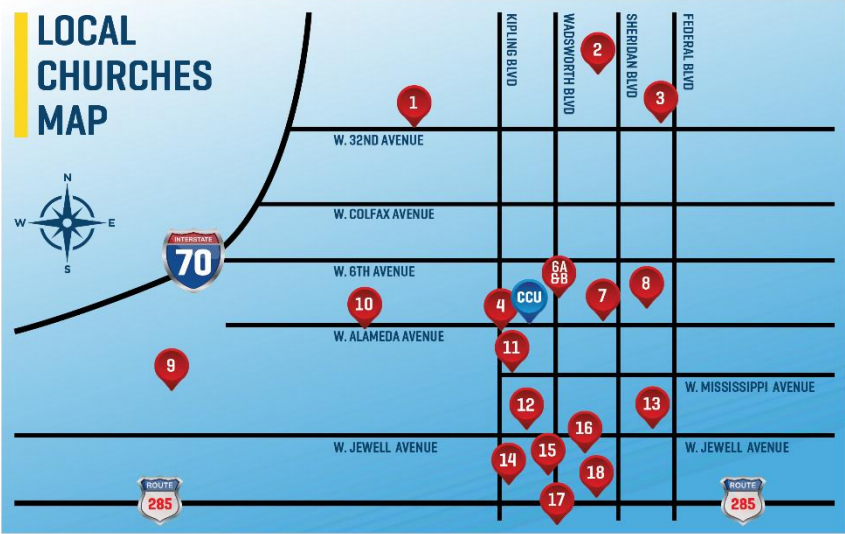 LOCAL
CHURCHES
MAP
KIPLING BLVD
WADSWORTH BLVD
SHERIDAN BLVD
FEDERAL BLVD
2
3
1
W. 32ND AVENUE
N
W E
S
W. COLFAX AVENUE
INTERSTATE
70
W. 6TH AVENUE
6A
&B
10
4
CCU
7
8
W. ALAMEDA AVENUE
11
9
W. MISSISSIPPI AVENUE
12
13
16
W. JEWELL AVENUE
W. JEWELL AVENUE
14
15
18
ROUTE
285
17
ROUTE
285